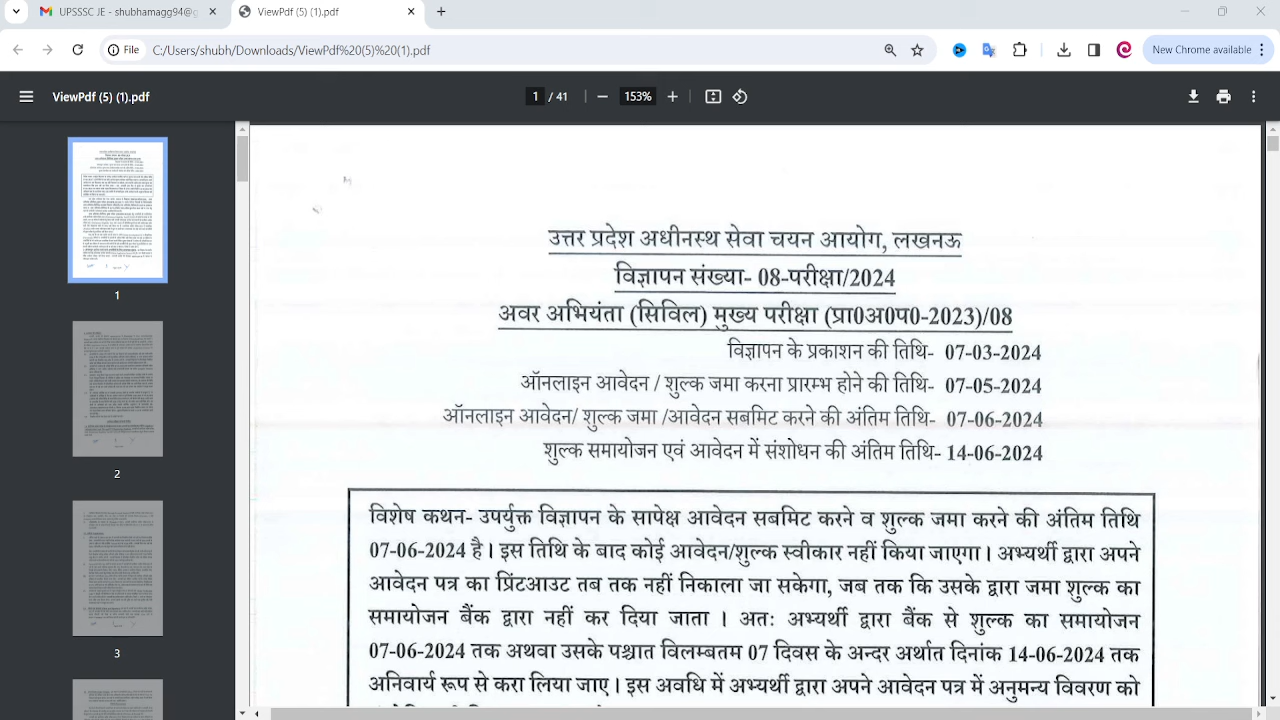 UPSSSC JE - shubhamagg94@g
ViewPdf (5) (1).pdf
File
C:/Users/shubh/Downloads/ViewPdf%20(5)%20(1).pdf
New Chrome available
ViewPdf (5) (1).pdf
1 / 41
153%
1
2
3
उत्तर प्रदेश अधीनस्थ सेवा चयन आयोग, लखनऊ
विज्ञापन संख्या- 08-परीक्षा/2024
अवर अभियंता (सिविल) मुख्य परीक्षा (प्रा0अ0प0-2023)/08
विज्ञापन के प्रकाशन की तिथि- 07-03-2024
ऑनलाइन आवेदन / शुल्क जमा करना प्रारम्भ होने की तिथि- 07-05-2024
ऑनलाइन आवेदन/ शुल्क जमा /आवेदन सबमिट करने की अंतिम तिथि- 07-06-2024
शुल्क समायोजन एवं आवेदन में संशोधन की अंतिम तिथि- 14-06-2024
विशेष कथन- उपर्युक्त विज्ञापन के सापेक्ष आवेदन सबमिट करने व शुल्क जमा करने की अंतिम तिथि
07-06-2024 है। इस तिथि के बाद कोई आवेदन/शुल्क स्वीकार नहीं किया जाएगा। अभ्यर्थी द्वारा अपने
आवेदन पत्र का प्रिंटआउट तब तक नहीं निकाला जा सकेगा, जब तक कि उसके द्वारा जमा शुल्क का
समायोजन बैंक द्वारा नहीं कर दिया जाता । अतः अभ्यर्थी द्वारा बैंक से शुल्क का समायोजन
07-06-2024 तक अथवा उसके पश्चात विलम्बतम 07 दिवस के अन्दर अर्थात दिनांक 14-06-2024 तक
अनिवार्य रूप से करा लिया जाए। इस अवधि में अभ्यर्थी द्वारा अपने आवेदन पत्र में अनुमन्य विवरण को